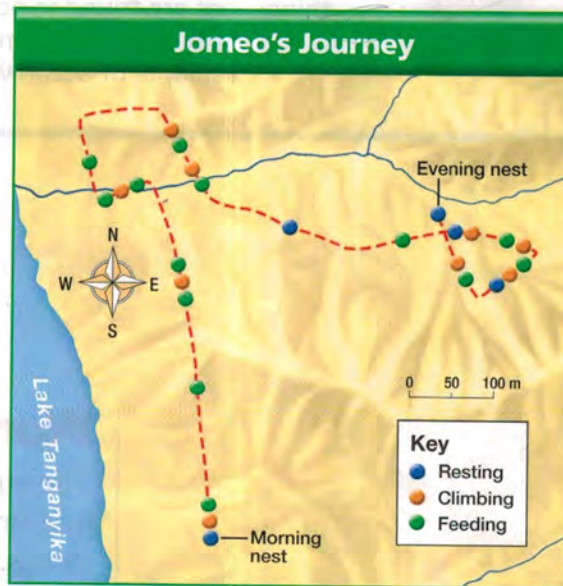 Jomeo's Journey
Evening nest
N
W E
S
0 50 100 m
Lake Tanganyika
Key
Resting
Climbing
Feeding
Morning
nest